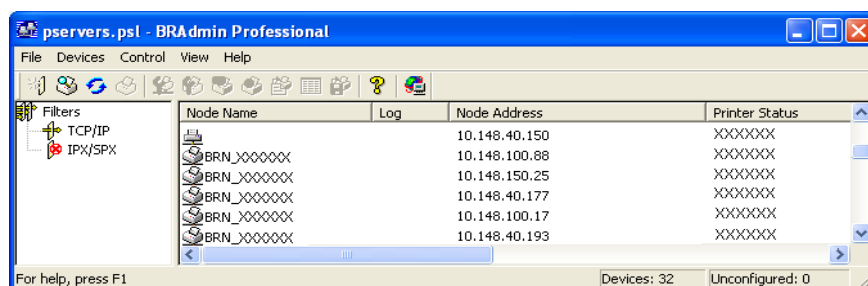 pservers.psl - BRAdmin Professional
File Devices Control View Help
Filters
TCP/IP
IPX/SPX
Node Name Log Node Address Printer Status
10.148.40.150 XXXXXX
BRN_XXXXXX 10.148.100.88 XXXXXX
BRN_XXXXXX 10.148.150.25 XXXXXX
BRN_XXXXXX 10.148.40.177 XXXXXX
BRN_XXXXXX 10.148.100.17 XXXXXX
BRN_XXXXXX 10.148.40.193 XXXXXX
For help, press F1 Devices: 32 Unconfigured: 0